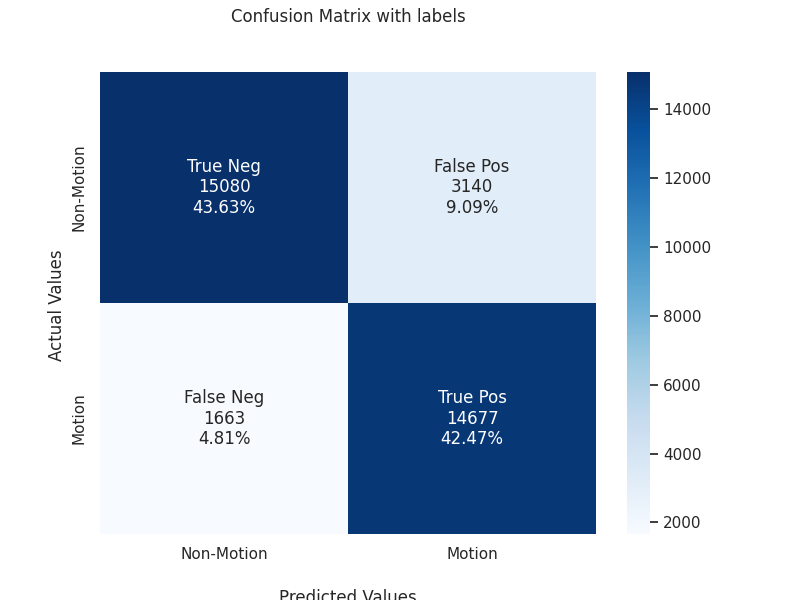 Confusion Matrix with labels
Actual Values
Non-Motion
True Neg
15080
43.63%
False Pos
3140
9.09%
Motion
False Neg
1663
4.81%
True Pos
14677
42.47%
Non-Motion
Motion
Predicted Values
14000
12000
10000
8000
6000
4000
2000